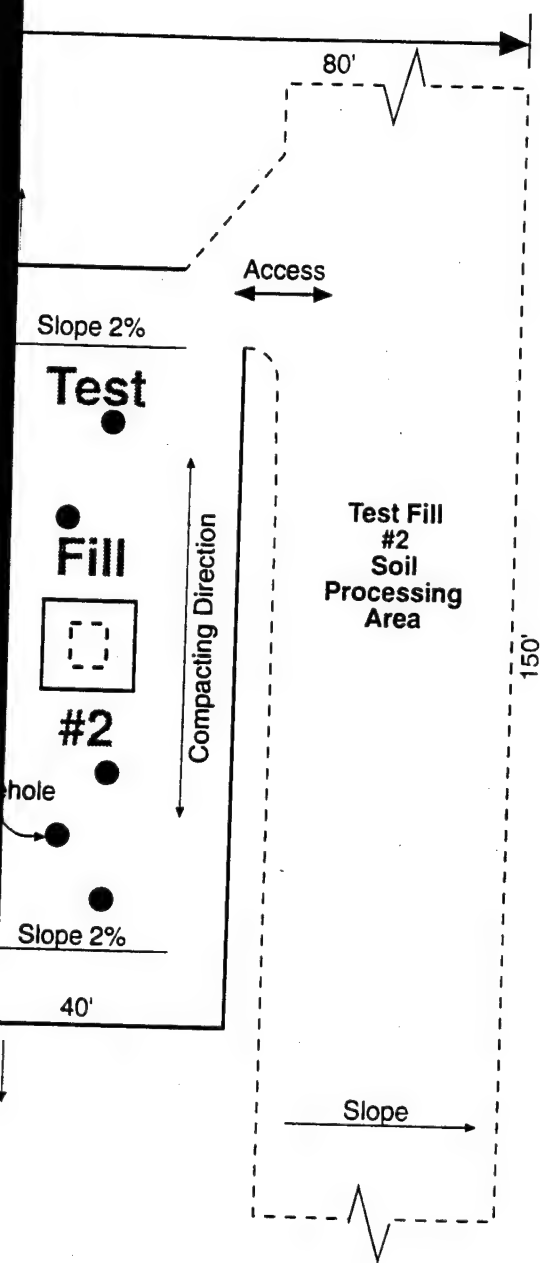 80'
Access
Slope 2%
Test
Fill
#2
Compacting Direction
Test Fill
#2
Soil
Processing
Area
150'
ehole
Slope 2%
40'
Slope